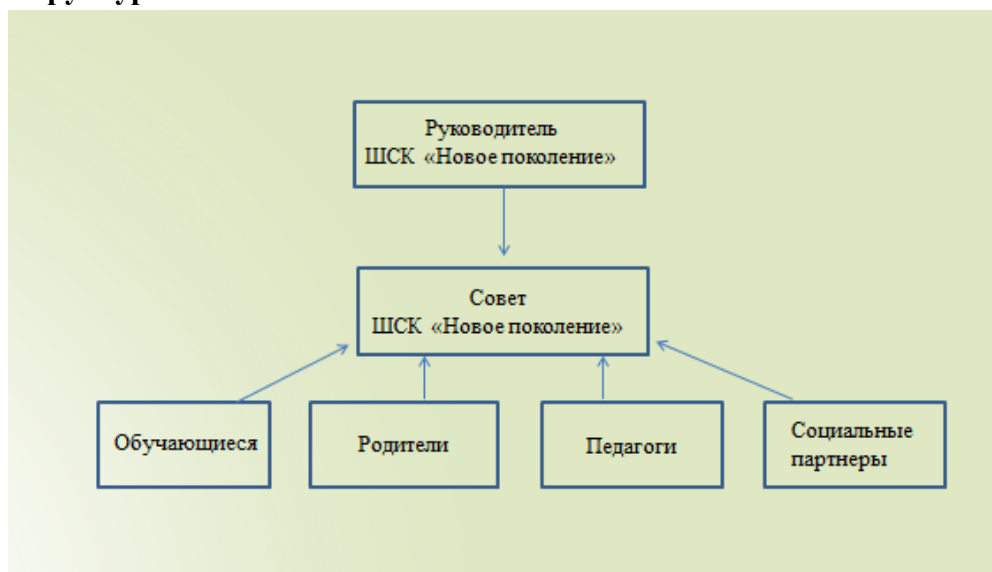 Руководитель
ШСК «Новое поколение»
Совет
ШСК «Новое поколение»
Обучающиеся
Родители
Педагоги
Социальные
партнеры